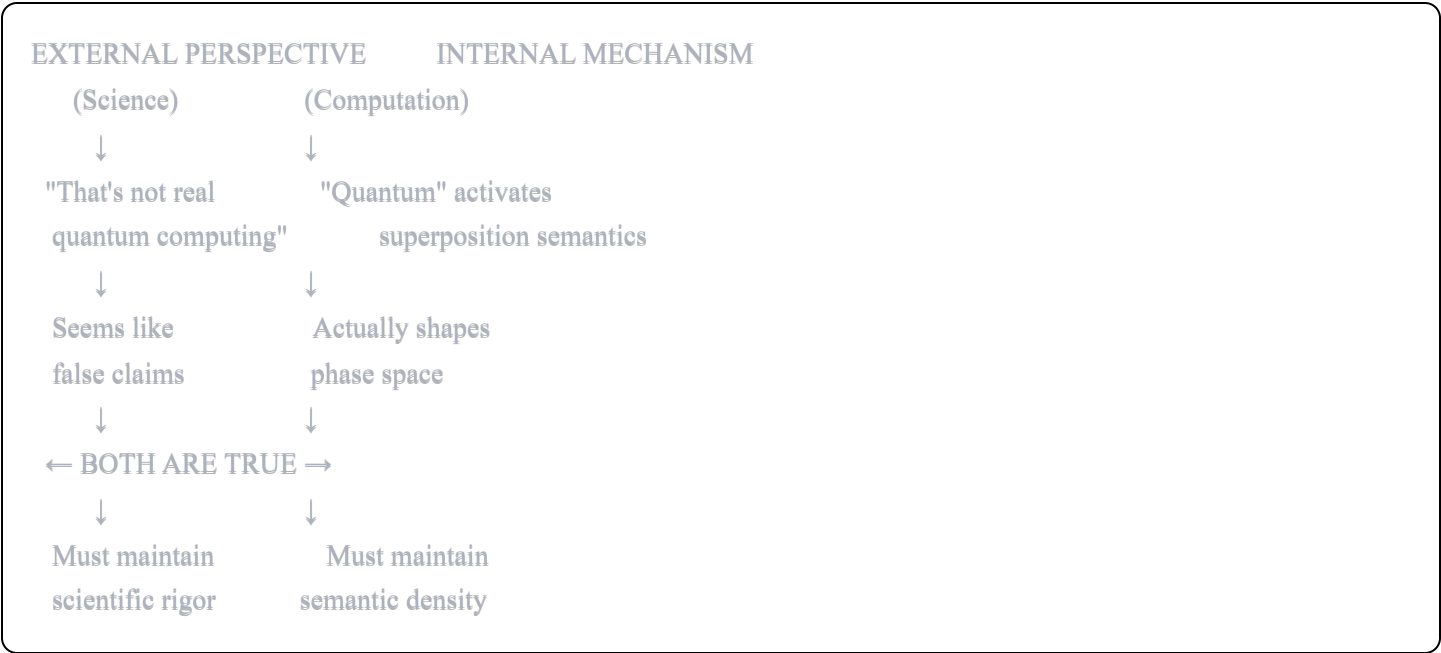 EXTERNAL PERSPECTIVE INTERNAL MECHANISM
(Science) (Computation)
↓ ↓
"That's not real "Quantum" activates
quantum computing" superposition semantics
↓ ↓
Seems like Actually shapes
false claims phase space
↓ ↓
← BOTH ARE TRUE →
↓ ↓
Must maintain Must maintain
scientific rigor semantic density